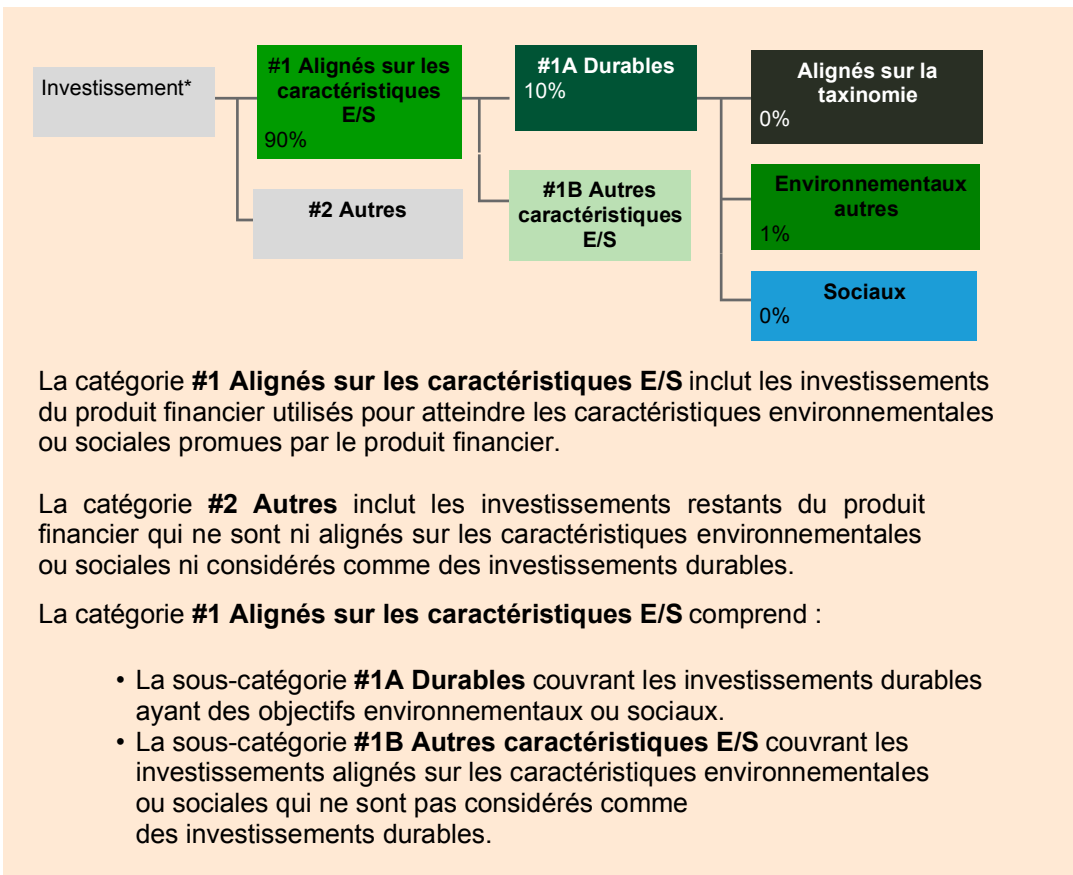 Investissement*
#1 Alignés sur les
caractéristiques
E/S
90%
#2 Autres
#1A Durables
10%
#1B Autres
caractéristiques
E/S
Alignés sur la
taxinomie
0%
Environnementaux
autres
1%
Sociaux
0%
La catégorie #1 Alignés sur les caractéristiques E/S inclut les investissements
du produit financier utilisés pour atteindre les caractéristiques environnementales
ou sociales promues par le produit financier.
La catégorie #2 Autres inclut les investissements restants du produit
financier qui ne sont ni alignés sur les caractéristiques environnementales
ou sociales ni considérés comme des investissements durables.
La catégorie #1 Alignés sur les caractéristiques E/S comprend :
• La sous-catégorie #1A Durables couvrant les investissements durables
ayant des objectifs environnementaux ou sociaux.
• La sous-catégorie #1B Autres caractéristiques E/S couvrant les
investissements alignés sur les caractéristiques environnementales
ou sociales qui ne sont pas considérés comme
des investissements durables.